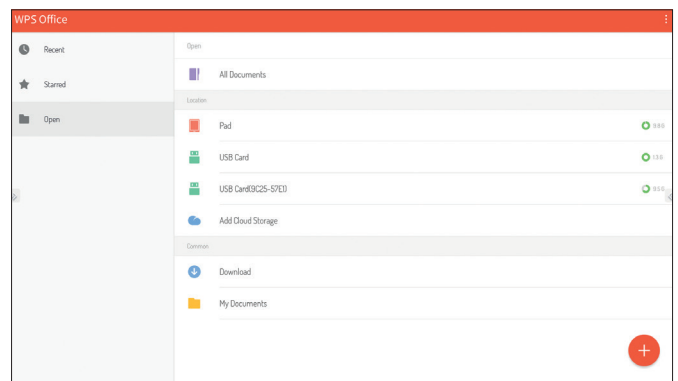 WPS Office
Recent
Starred
Open
Open
All Documents
Location
Pad
USB Card
USB Card(9C25-57E1)
Add Cloud Storage
Common
Download
My Documents